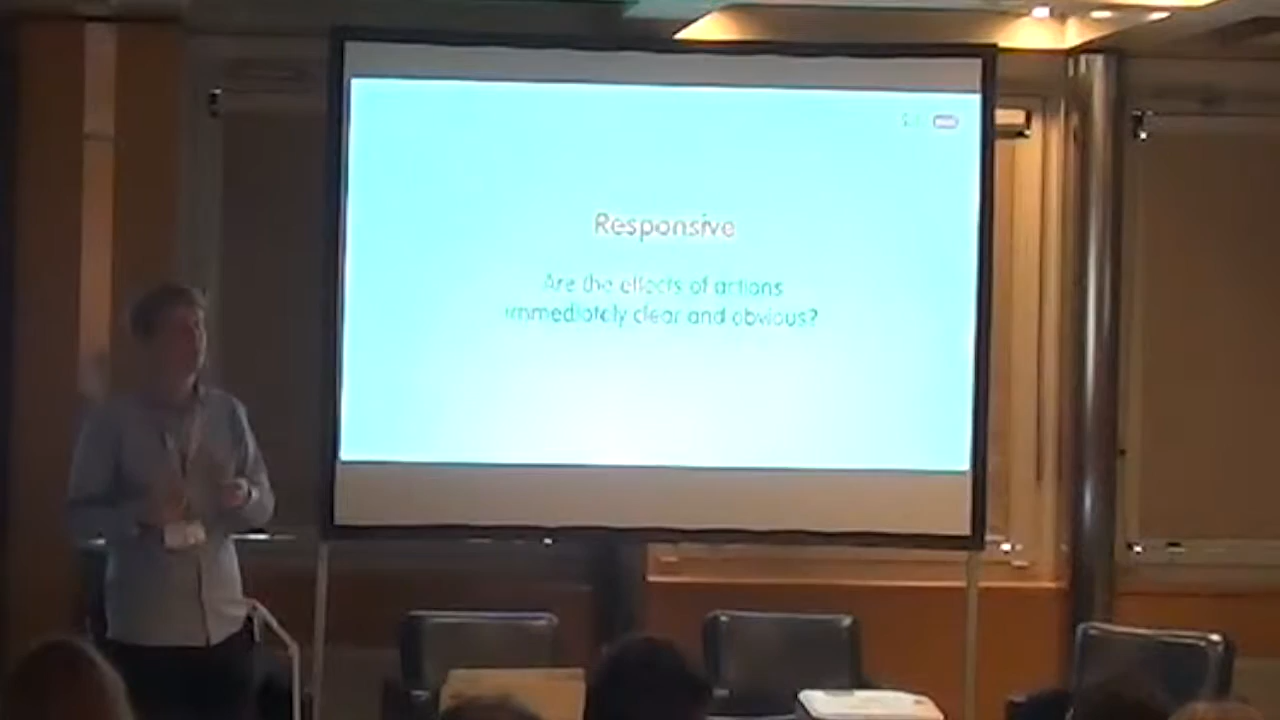 Responsive
Are the effects of actions
immediately clear and obvious?